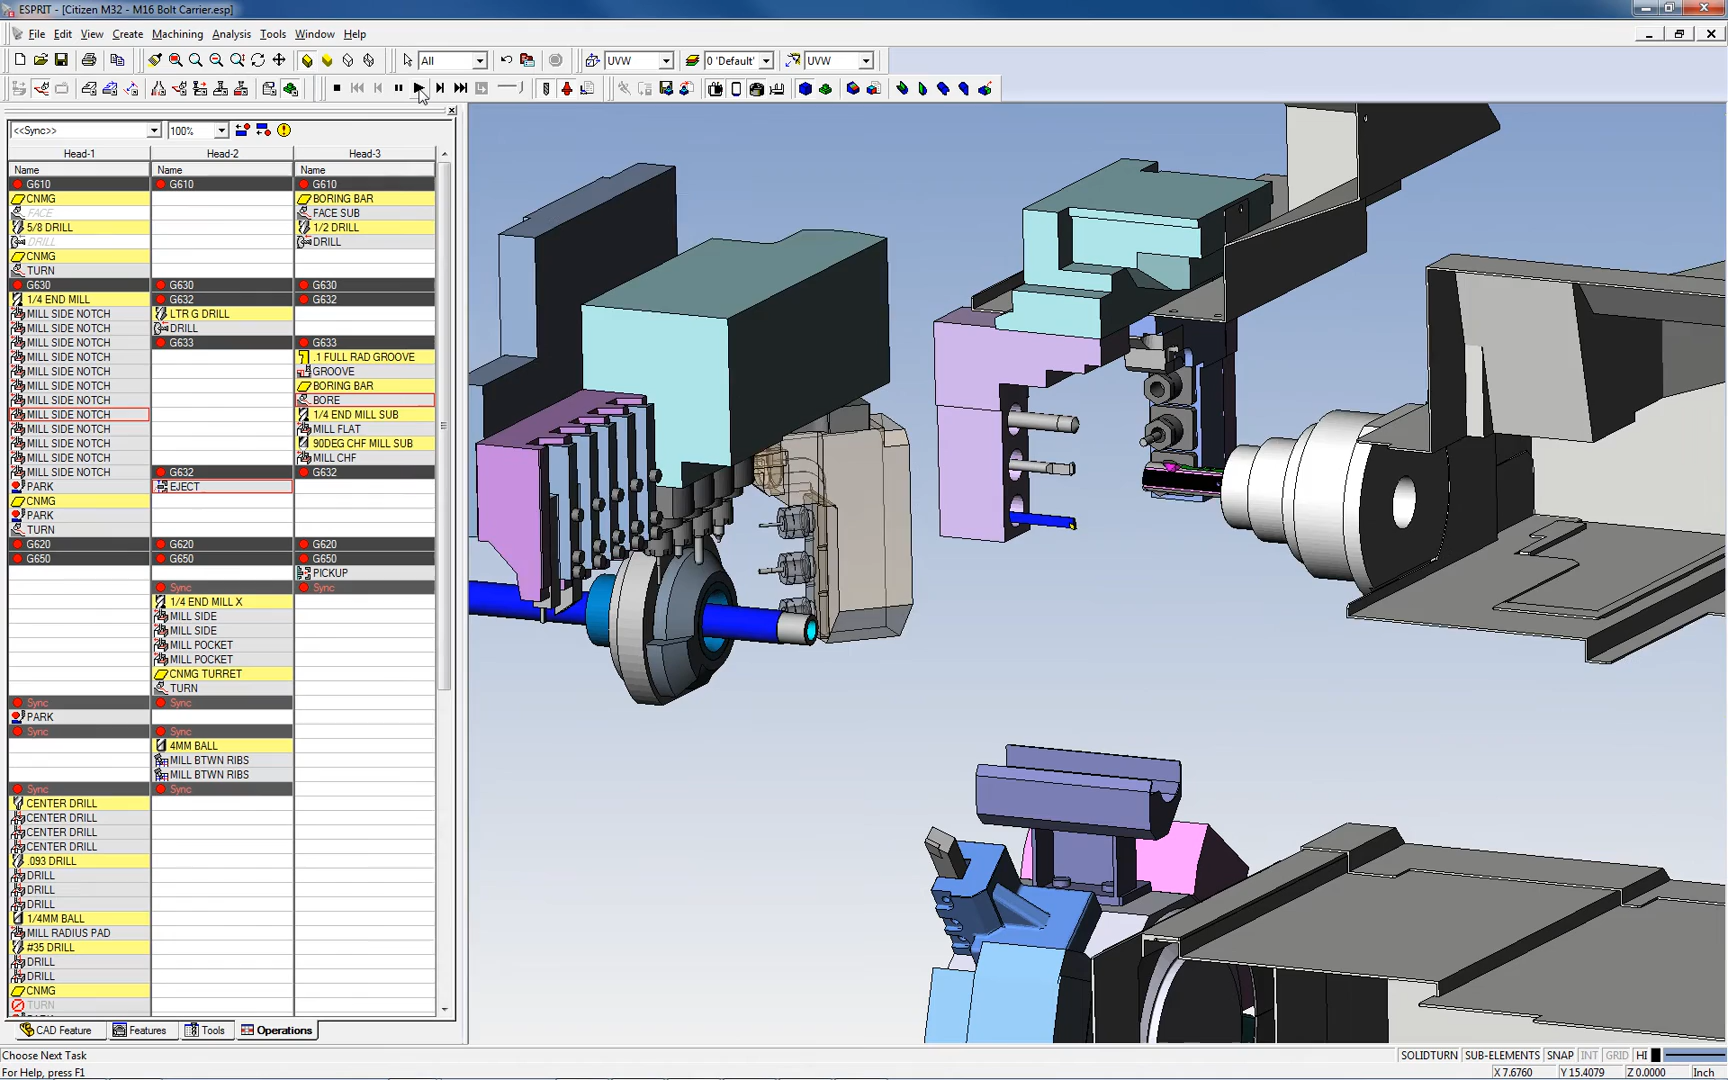 ESPRIT - [Citizen M32 - M16 Bolt Carrier.esp]
File Edit View Create Machining Analysis Tools Window Help
All UVW 0 'Default' UVW
<<Sync>> 100%
Head-1 Head-2 Head-3
Name Name Name
G610 G610 G610
CNMG BORING BAR
FACE FACE SUB
5/8 DRILL 1/2 DRILL
DRILL DRILL
CNMG
TURN
G630 G630 G630
1/4 END MILL G632 G632
MILL SIDE NOTCH LTR G DRILL
MILL SIDE NOTCH DRILL
MILL SIDE NOTCH G633 G633
MILL SIDE NOTCH .1 FULL RAD GROOVE
MILL SIDE NOTCH GROOVE
MILL SIDE NOTCH BORING BAR
MILL SIDE NOTCH BORE
MILL SIDE NOTCH 1/4 END MILL SUB
MILL SIDE NOTCH MILL FLAT
MILL SIDE NOTCH 90DEG CHF MILL SUB
MILL SIDE NOTCH MILL CHF
MILL SIDE NOTCH G632 G632
PARK EJECT
CNMG
PARK
TURN
G620 G620 G620
G650 G650 G650
PICKUP
Sync Sync
1/4 END MILL X
MILL SIDE
MILL SIDE
MILL POCKET
MILL POCKET
CNMG TURRET
TURN
Sync Sync
PARK
Sync Sync
4MM BALL
MILL BTWN RIBS
MILL BTWN RIBS
Sync Sync
CENTER DRILL
CENTER DRILL
CENTER DRILL
CENTER DRILL
.093 DRILL
DRILL
DRILL
DRILL
1/4MM BALL
MILL RADIUS PAD
#35 DRILL
DRILL
DRILL
CNMG
TURN
CAD Feature Features Tools Operations
Choose Next Task SOLIDTURN SUB-ELEMENTS SNAP INT GRID HI
For Help, press F1 X 7.6760 Y 15.4079 Z 0.0000 Inch